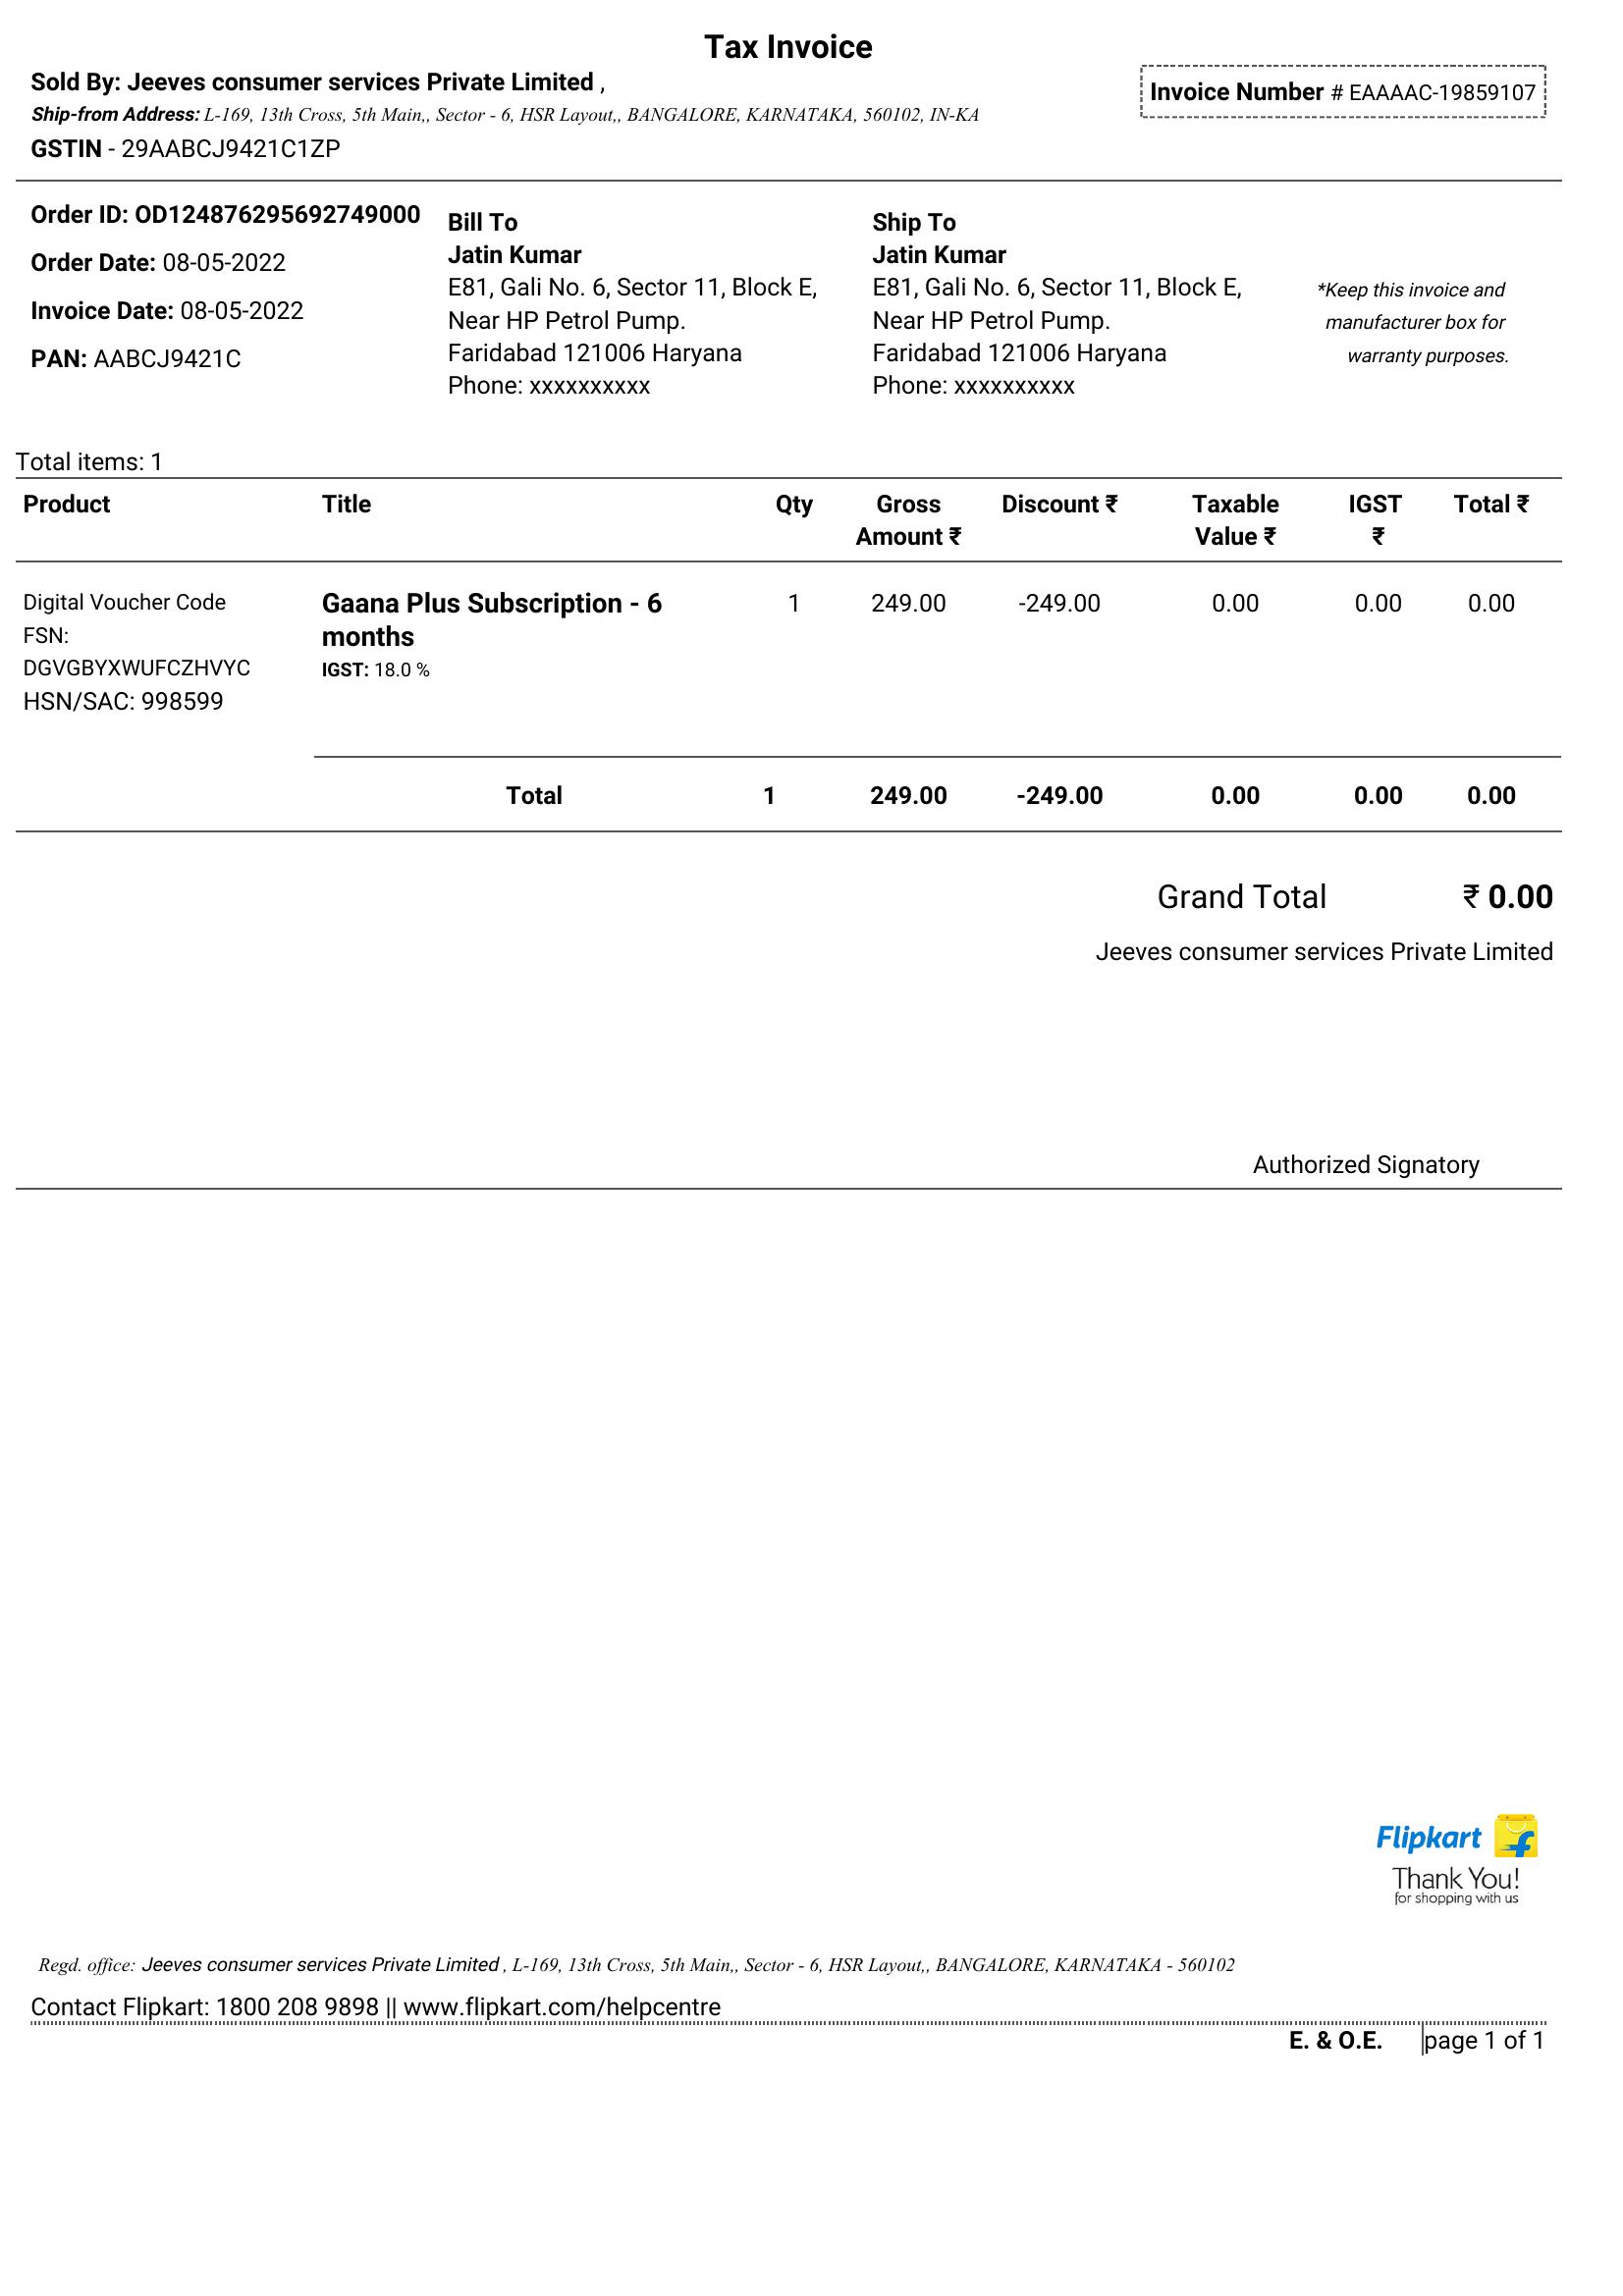 Tax Invoice
Sold By: Jeeves consumer services Private Limited ,
Ship-from Address: L-169, 13th Cross, 5th Main,, Sector - 6, HSR Layout,, BANGALORE, KARNATAKA, 560102, IN-KA
GSTIN - 29AABCJ9421C1ZP
Invoice Number # EAAAAC-19859107
Order ID: OD124876295692749000
Order Date: 08-05-2022
Invoice Date: 08-05-2022
PAN: AABCJ9421C
Bill To
Jatin Kumar
E81, Gali No. 6, Sector 11, Block E,
Near HP Petrol Pump.
Faridabad 121006 Haryana
Phone: xxxxxxxxxx
Ship To
Jatin Kumar
E81, Gali No. 6, Sector 11, Block E,
Near HP Petrol Pump.
Faridabad 121006 Haryana
Phone: xxxxxxxxxx
*Keep this invoice and
manufacturer box for
warranty purposes.
Total items: 1
Product Title Qty Gross Amount ₹ Discount ₹ Taxable Value ₹ IGST ₹ Total ₹
Digital Voucher Code
FSN:
DGVGBYXWUFCZHVYC
HSN/SAC: 998599
Gaana Plus Subscription - 6
months
IGST: 18.0 %
1 249.00 -249.00 0.00 0.00 0.00
Total 1 249.00 -249.00 0.00 0.00 0.00
Grand Total ₹ 0.00
Jeeves consumer services Private Limited
Authorized Signatory
Flipkart
Thank You!
for shopping with us
Regd. office: Jeeves consumer services Private Limited , L-169, 13th Cross, 5th Main,, Sector - 6, HSR Layout,, BANGALORE, KARNATAKA - 560102
Contact Flipkart: 1800 208 9898 || www.flipkart.com/helpcentre
E. & O.E. page 1 of 1